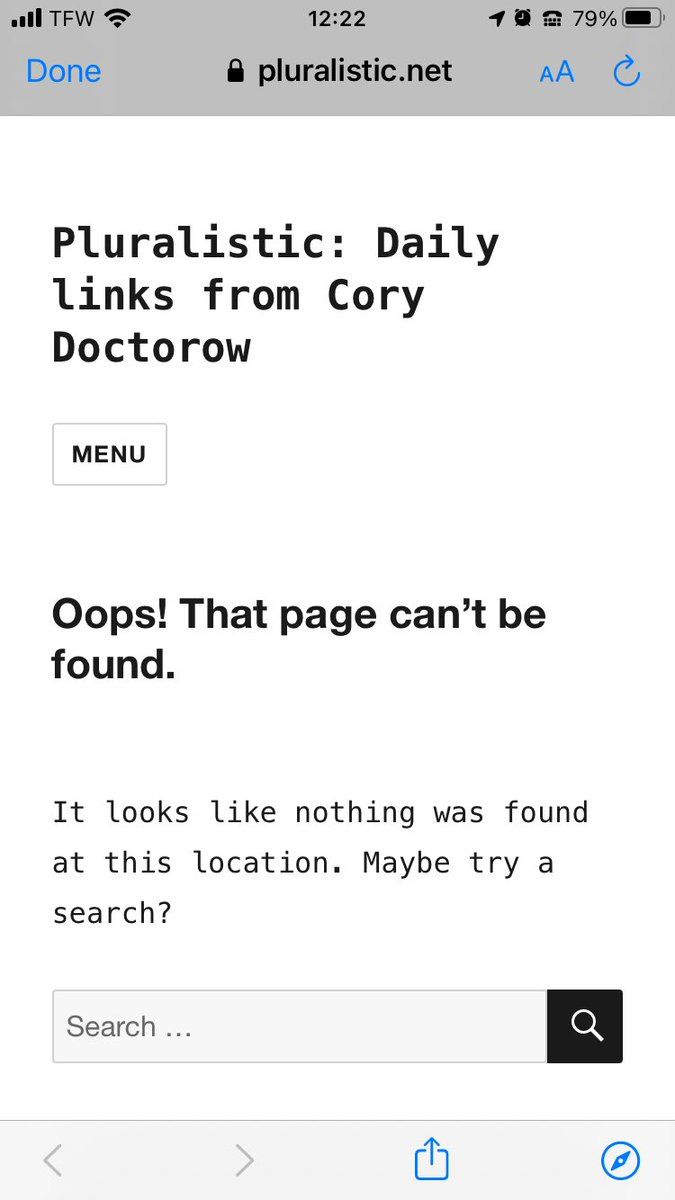 TFW 12:22 79%
Done pluralistic.net AA
Pluralistic: Daily
links from Cory
Doctorow
MENU
Oops! That page can’t be
found.
It looks like nothing was found
at this location. Maybe try a
search?
Search …